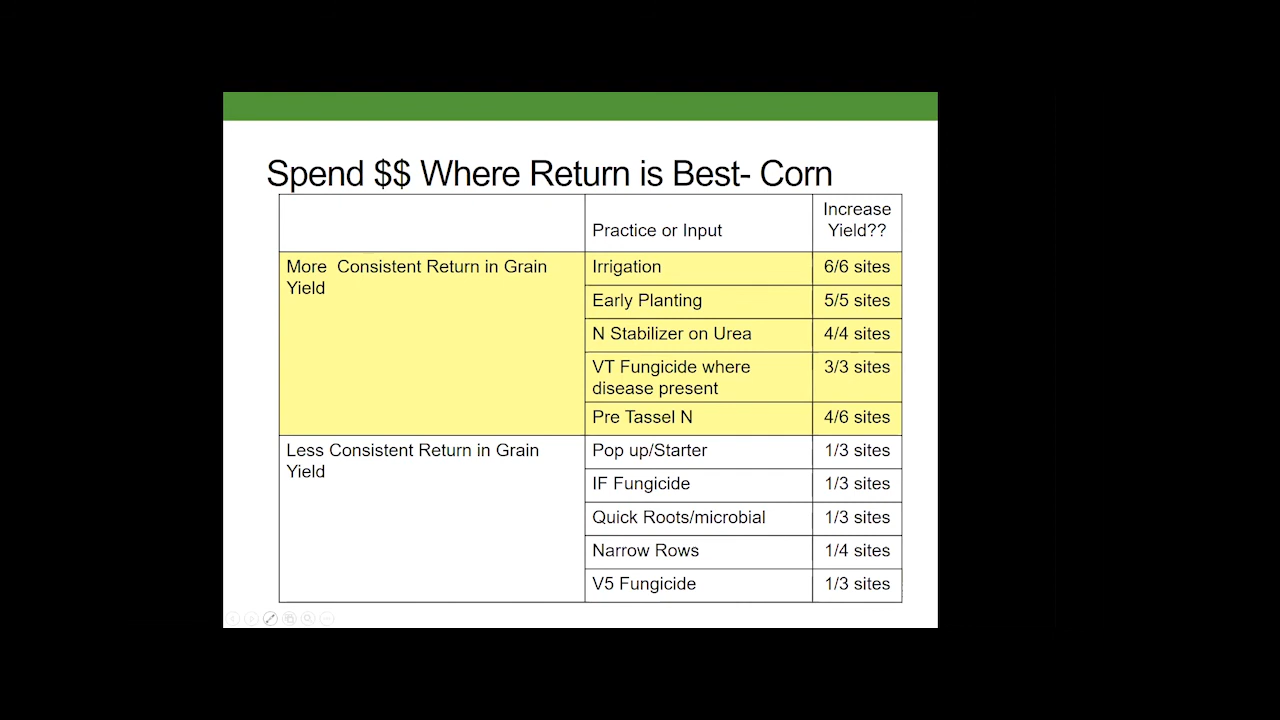 Spend $$ Where Return is Best- Corn
Practice or Input
Increase
Yield??
More  Consistent Return in Grain
Yield
Irrigation
6/6 sites
Early Planting
5/5 sites
N Stabilizer on Urea
4/4 sites
VT Fungicide where
disease present
3/3 sites
Pre Tassel N
4/6 sites
Less Consistent Return in Grain
Yield
Pop up/Starter
1/3 sites
IF Fungicide
1/3 sites
Quick Roots/microbial
1/3 sites
Narrow Rows
1/4 sites
V5 Fungicide
1/3 sites